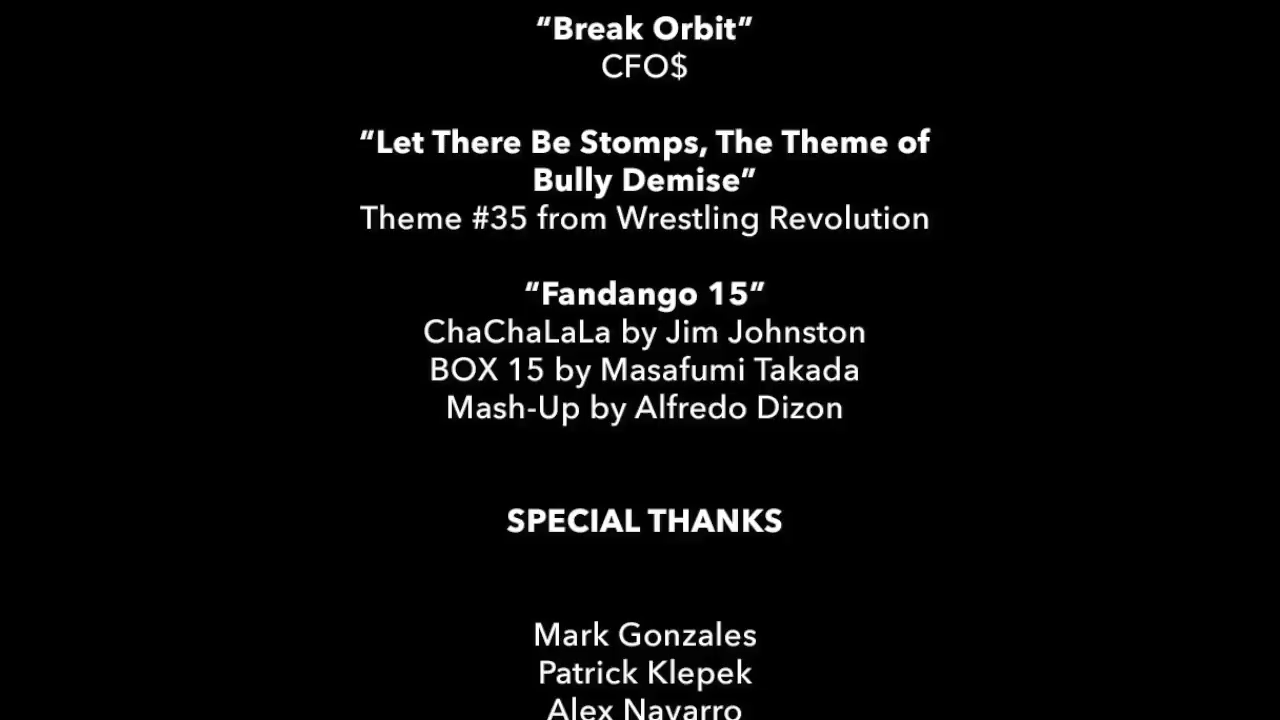 “Break Orbit”
CFO$
“Let There Be Stomps, The Theme of
Bully Demise”
Theme #35 from Wrestling Revolution
“Fandango 15”
ChaChaLaLa by Jim Johnston
BOX 15 by Masafumi Takada
Mash-Up by Alfredo Dizon
SPECIAL THANKS
Mark Gonzales
Patrick Klepek
Alex Navarro